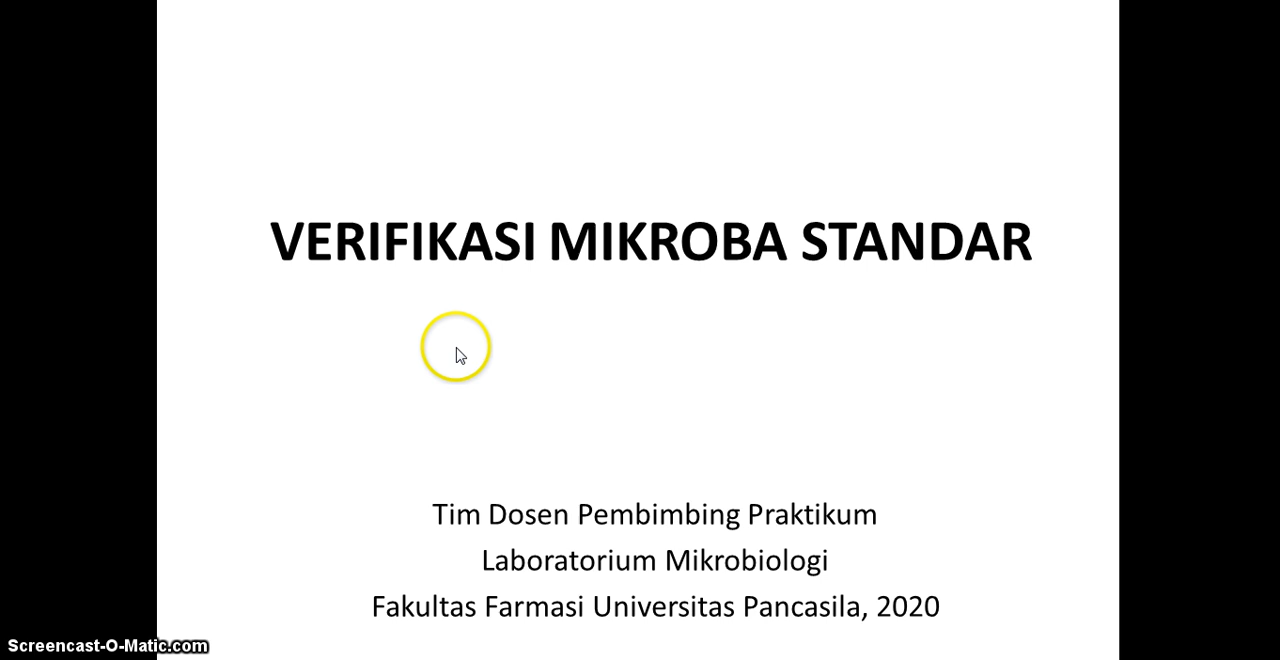 VERIFIKASI MIKROBA STANDAR
Tim Dosen Pembimbing Praktikum
Laboratorium Mikrobiologi
Fakultas Farmasi Universitas Pancasila, 2020
Screencast-O-Matic.com